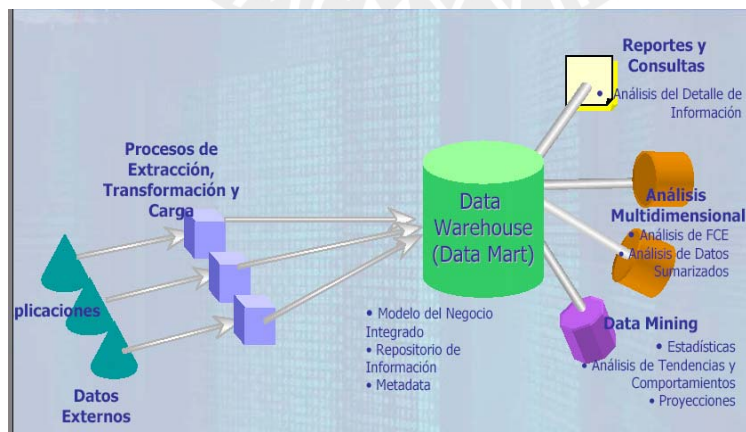 Procesos de
Extracción,
Transformación y
Carga
plicaciones
Datos
Externos
Data
Warehouse
(Data Mart)
• Modelo del Negocio
Integrado
• Repositorio de
Información
• Metadata
Reportes y
Consultas
• Análisis del Detalle de
Información
Análisis
Multidimensional
• Análisis de FCE
• Análisis de Datos
Sumarizados
Data Mining
• Estadísticas
• Análisis de Tendencias y
Comportamientos
• Proyecciones